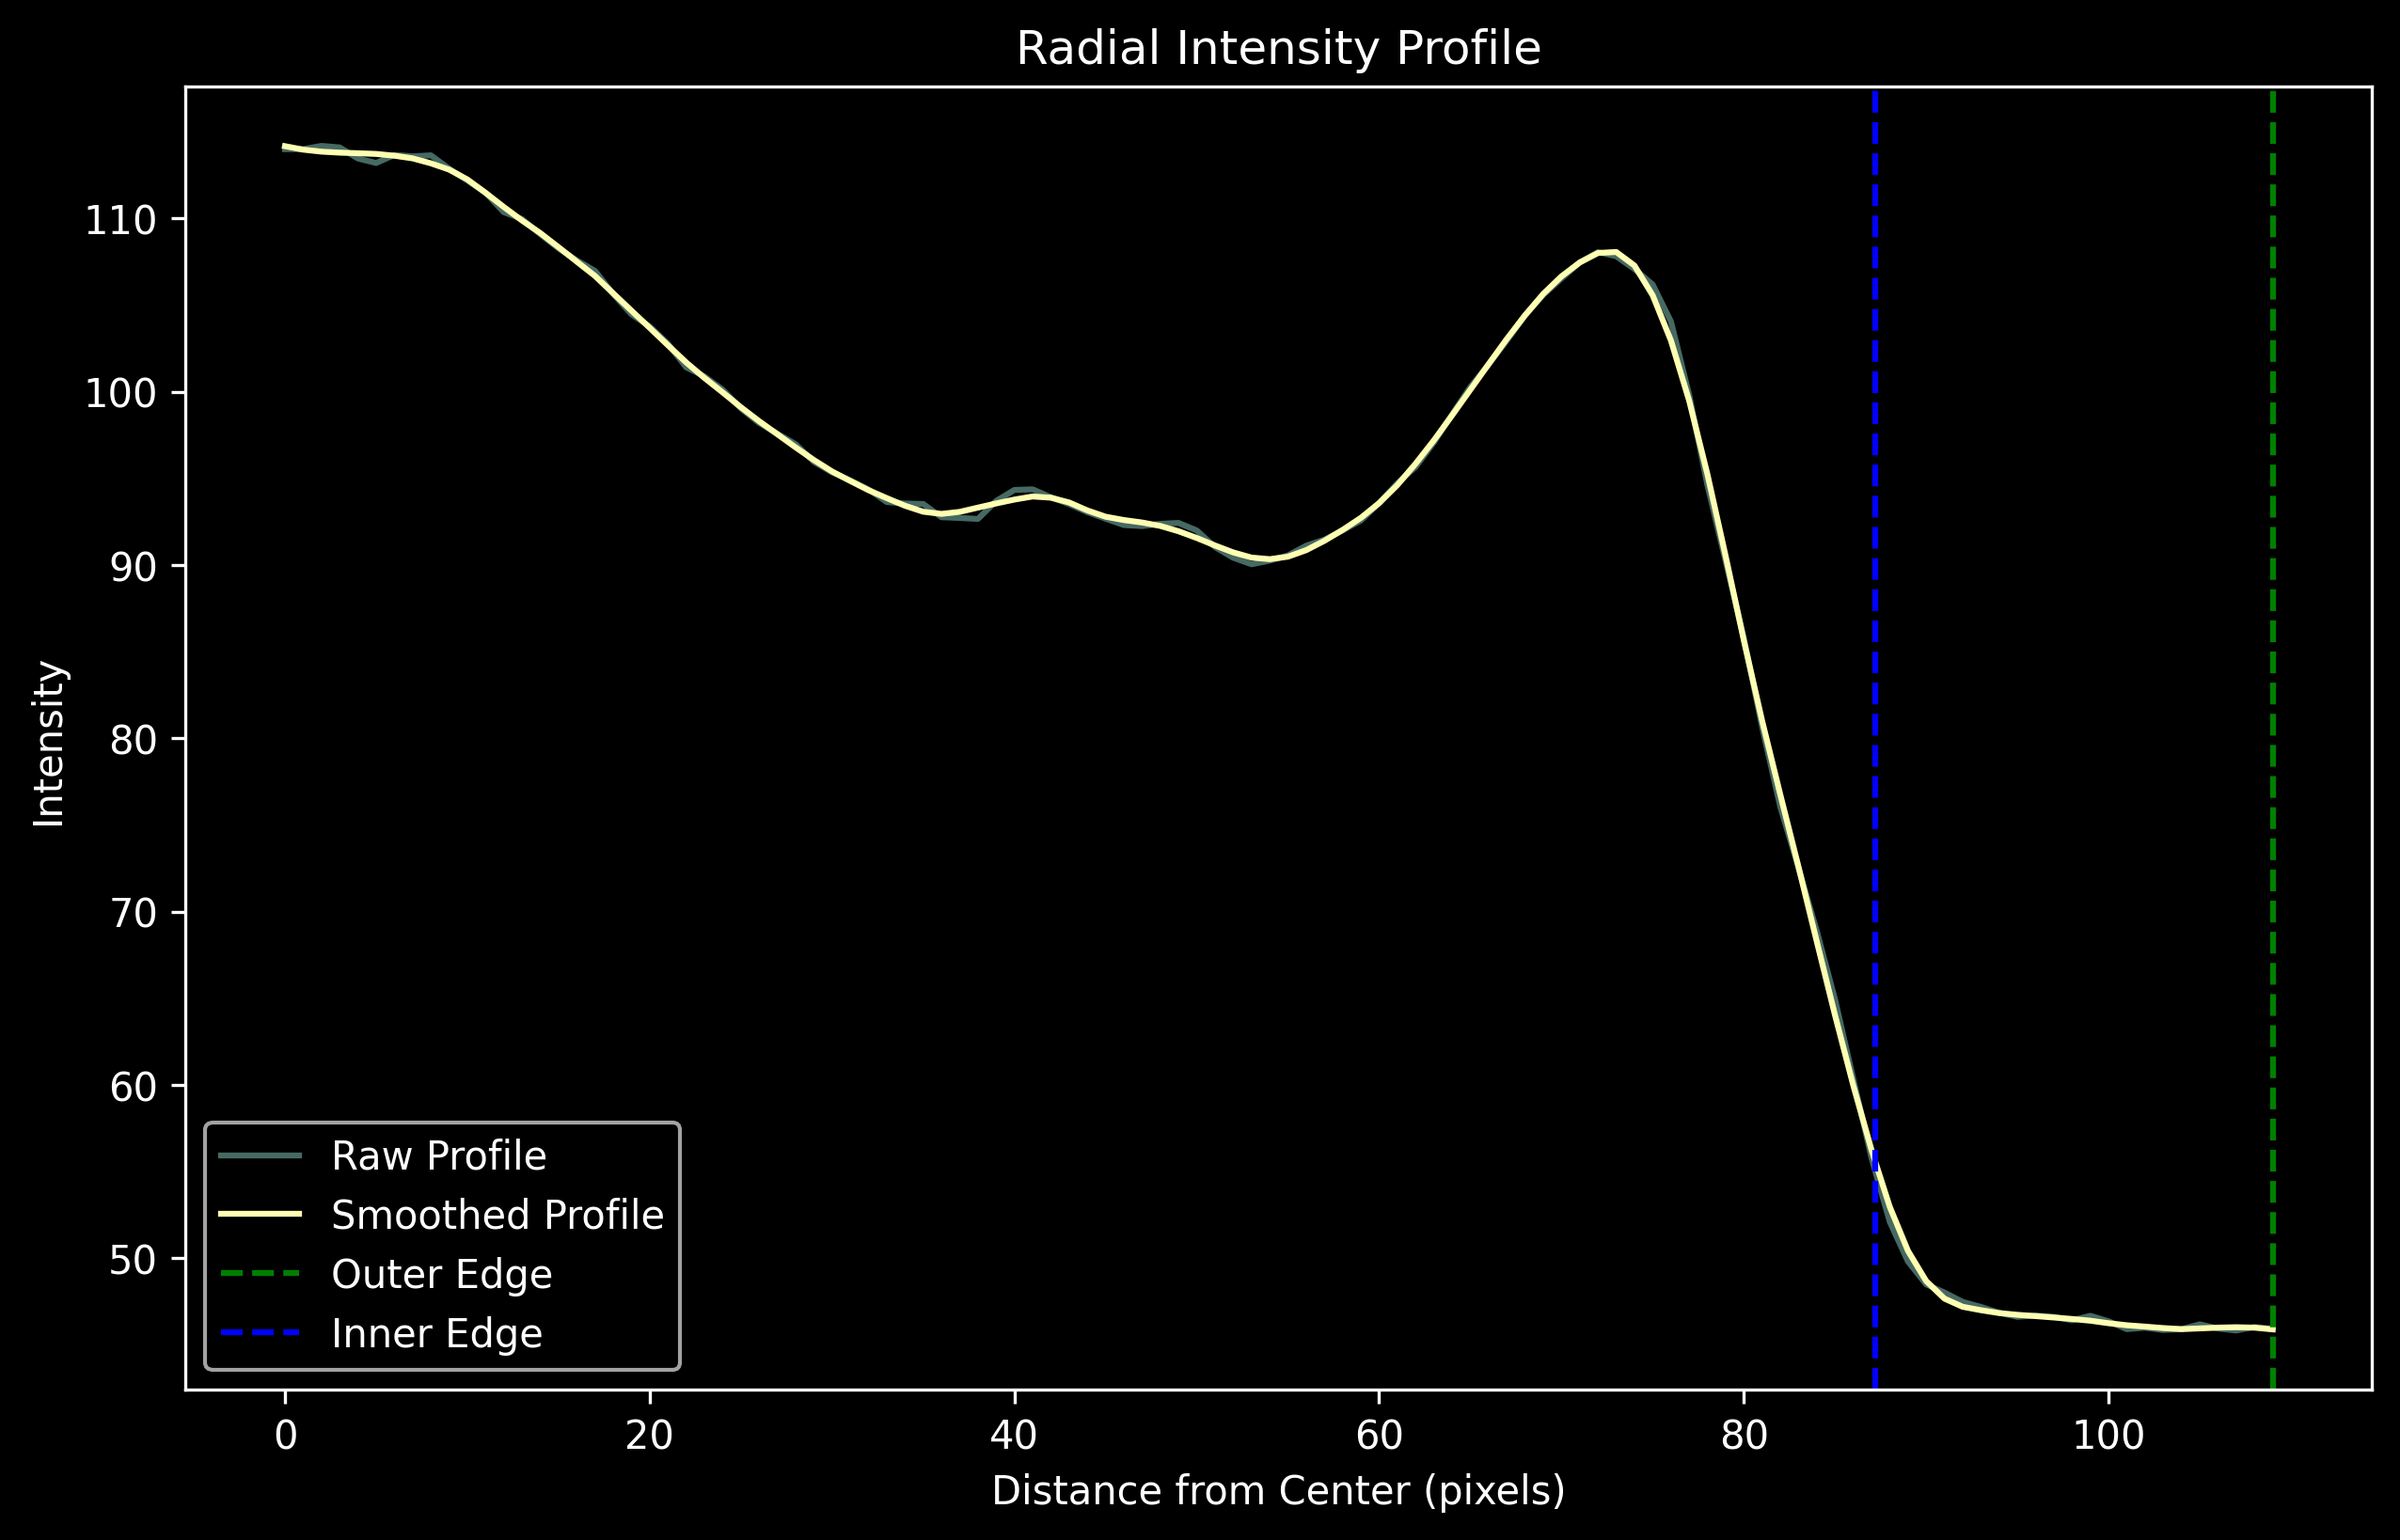 Radial Intensity Profile
110
100
90
80
70
60
50
Intensity
Raw Profile
Smoothed Profile
Outer Edge
Inner Edge
0 20 40 60 80 100
Distance from Center (pixels)